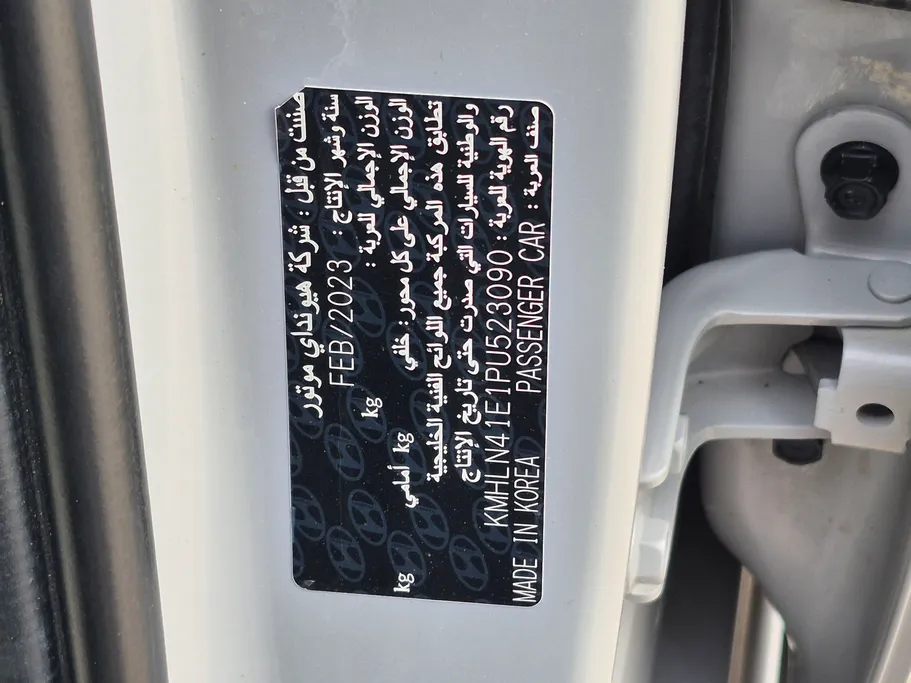 صننت من قبل : شركة هيونداي موتور
سنة وشهر الإنتاج : FEB/2023
الوزن الإجمالي للعربة : kg
الوزن الإجمالي على كل محور : خلفي kg أمامي kg
تطابق هذه المركبة جميع اللوائح الفنية الخليجية
والوطنية للسيارات التي صدرت حتى تاريخ الإنتاج
رقم الهوية للعربة : KMHLN41E1PU523090
صنف العربة : PASSENGER CAR MADE IN KOREA